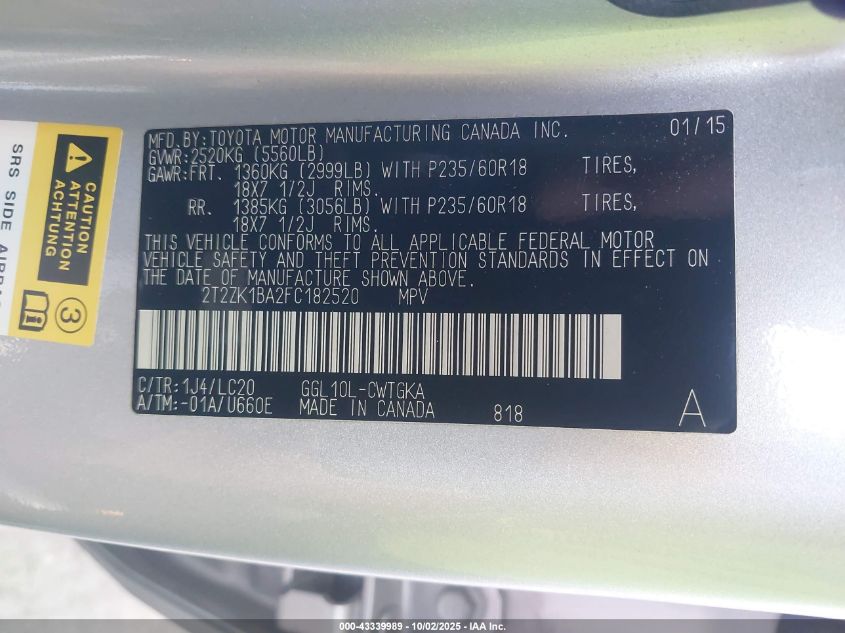 SRS SIDE AIRBA
CAUTION
ATTENTION
ACHTUNG
3
MFD.BY:TOYOTA MOTOR MANUFACTURING CANADA INC. 01/15
GVWR:2520KG (5560LB)
GAWR:FRT. 1360KG (2999LB) WITH P235/60R18 TIRES,
18X7 1/2J RIMS.
RR. 1385KG (3056LB) WITH P235/60R18 TIRES,
18X7 1/2J RIMS.
THIS VEHICLE CONFORMS TO ALL APPLICABLE FEDERAL MOTOR
VEHICLE SAFETY AND THEFT PREVENTION STANDARDS IN EFFECT ON
THE DATE OF MANUFACTURE SHOWN ABOVE.
2T2ZK1BA2FC182520 MPV
C/TR:1J4/LC20 GGL10L-CWTGKA
A/TM:-01A/U660E MADE IN CANADA 818 A
000-43339989 - 10/02/2025 - IAA Inc.